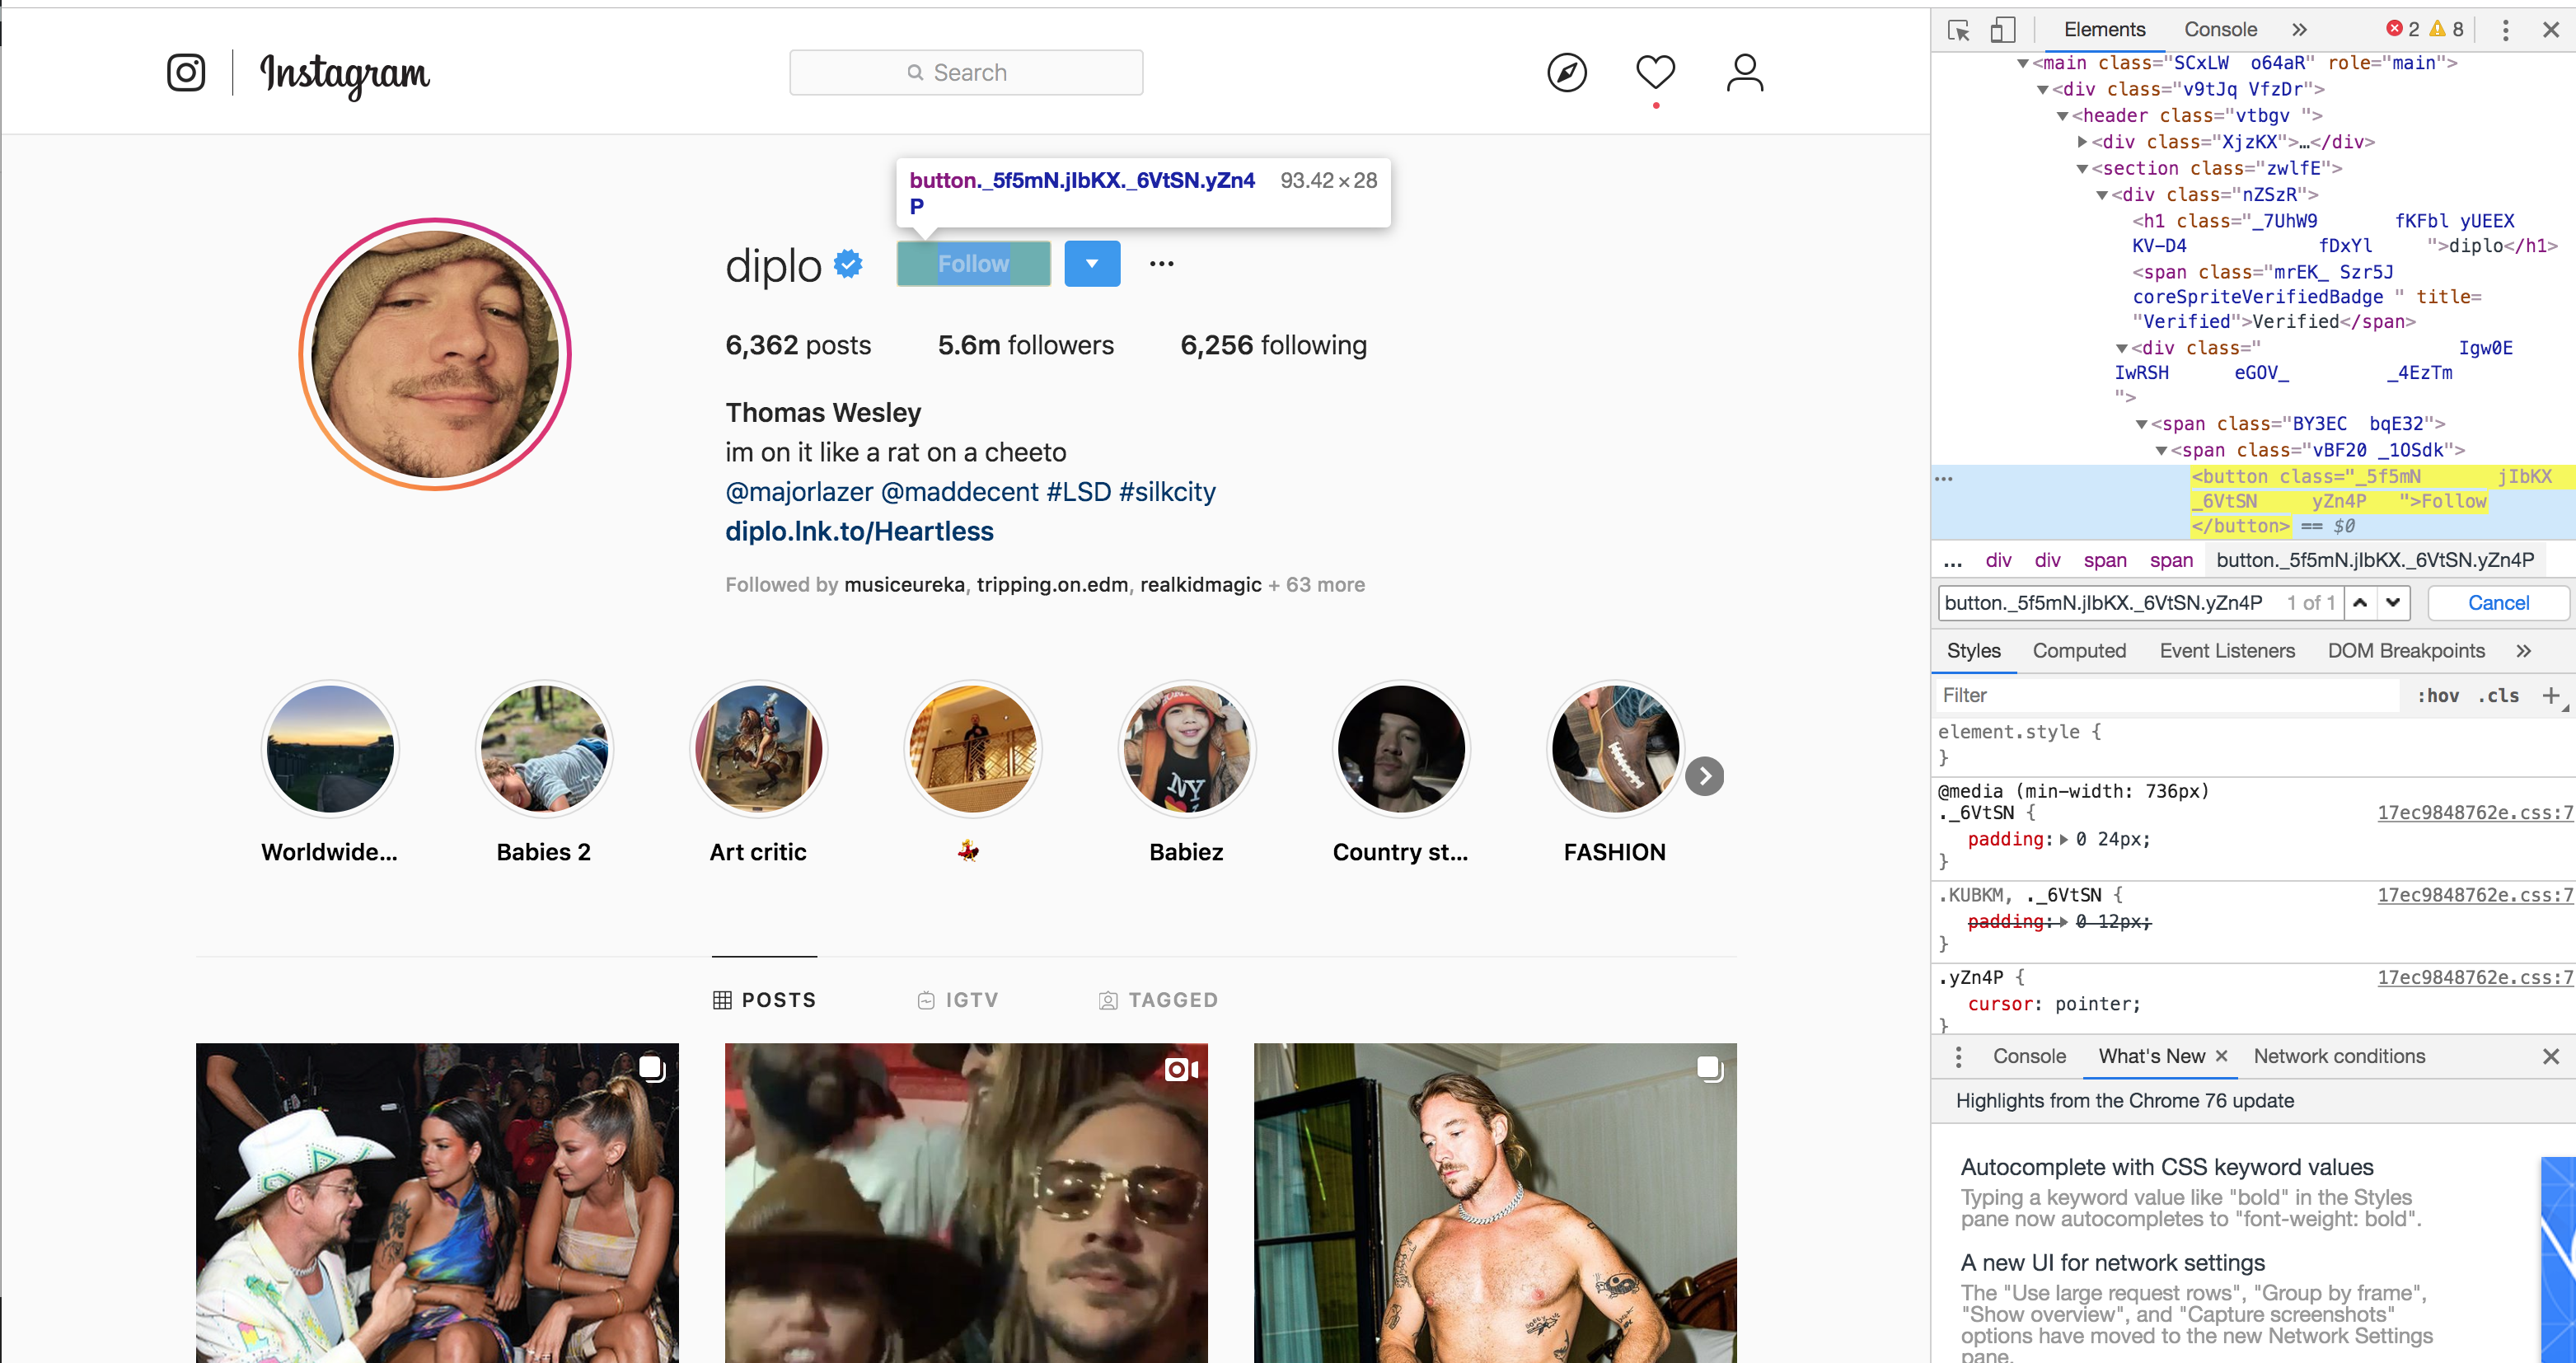 Instagram
Search
button._5f5mN.jIbKX._6VtSN.yZn4
P
93.42 × 28
diplo
Follow
6,362 posts
5.6m followers
6,256 following
Thomas Wesley
im on it like a rat on a cheeto
@majorlazer @maddecent #LSD #silkcity
diplo.lnk.to/Heartless
Followed by musiceureka, tripping.on.edm, realkidmagic + 63 more
Worldwide...
Babies 2
Art critic
Babiez
Country st...
FASHION
NY
POSTS
IGTV
TAGGED
Elements
Console
2
8
<main class="SCxLW o64aR" role="main">
<div class="v9tJq VfzDr">
<header class="vtbgv ">
<div class="XjzKX">…</div>
<section class="zwlfE">
<div class="nZSzR">
<h1 class="_7UhW9 fKFbl yUEEX
KV-D4 fDxYl ">diplo</h1>
<span class="mrEK_ Szr5J
coreSpriteVerifiedBadge " title=
"Verified">Verified</span>
<div class=" Igw0E
IwRSH eGOV_ _4EzTm
">
<span class="BY3EC bqE32">
<span class="vBF20 _1OSdk">
<button class="_5f5mN jIbKX
_6VtSN yZn4P ">Follow
</button> == $0
... div div span span button._5f5mN.jIbKX._6VtSN.yZn4P
button._5f5mN.jIbKX._6VtSN.yZn4P 1 of 1 Cancel
Styles Computed Event Listeners DOM Breakpoints
Filter :hov .cls +
element.style {
}
@media (min-width: 736px)
._6VtSN { 17ec9848762e.css:7
padding: 0 24px;
}
.KUBKM, ._6VtSN { 17ec9848762e.css:7
padding: 0 12px;
}
.yZn4P { 17ec9848762e.css:7
cursor: pointer;
}
Console What's New Network conditions
Highlights from the Chrome 76 update
Autocomplete with CSS keyword values
Typing a keyword value like "bold" in the Styles
pane now autocompletes to "font-weight: bold".
A new UI for network settings
The "Use large request rows", "Group by frame",
"Show overview", and "Capture screenshots"
options have moved to the new Network Settings
pane.